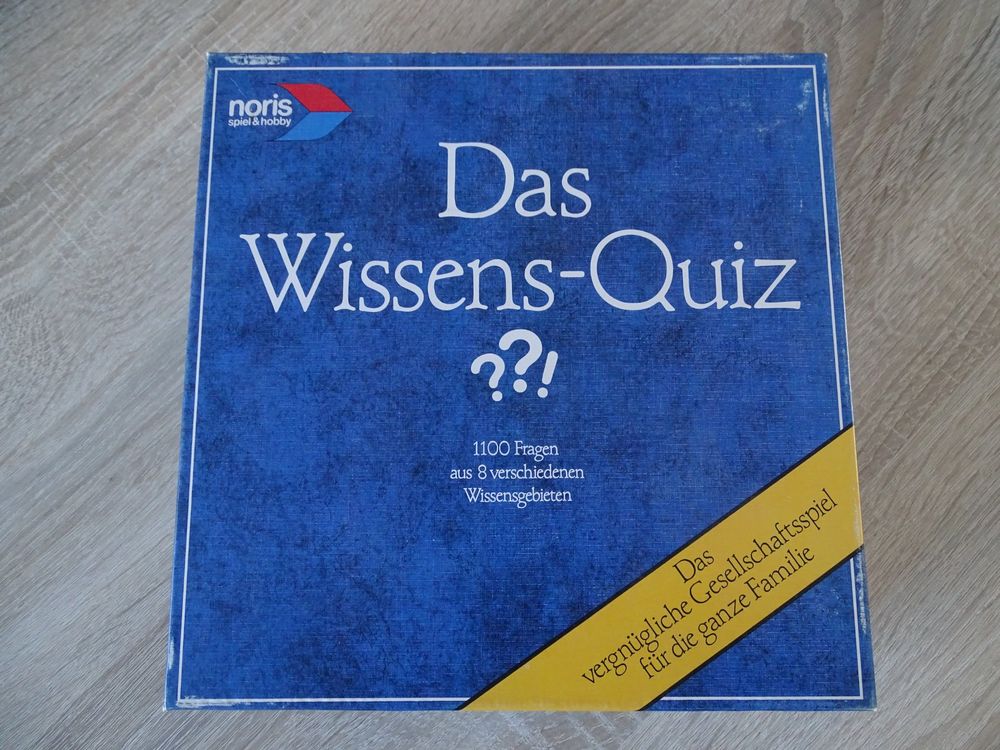 noris
spiel & hobby
Das
Wissens-Quiz
??!
1100 Fragen
aus 8 verschiedenen
Wissensgebieten
Das
vergnügliche Gesellschaftsspiel
für die ganze Familie